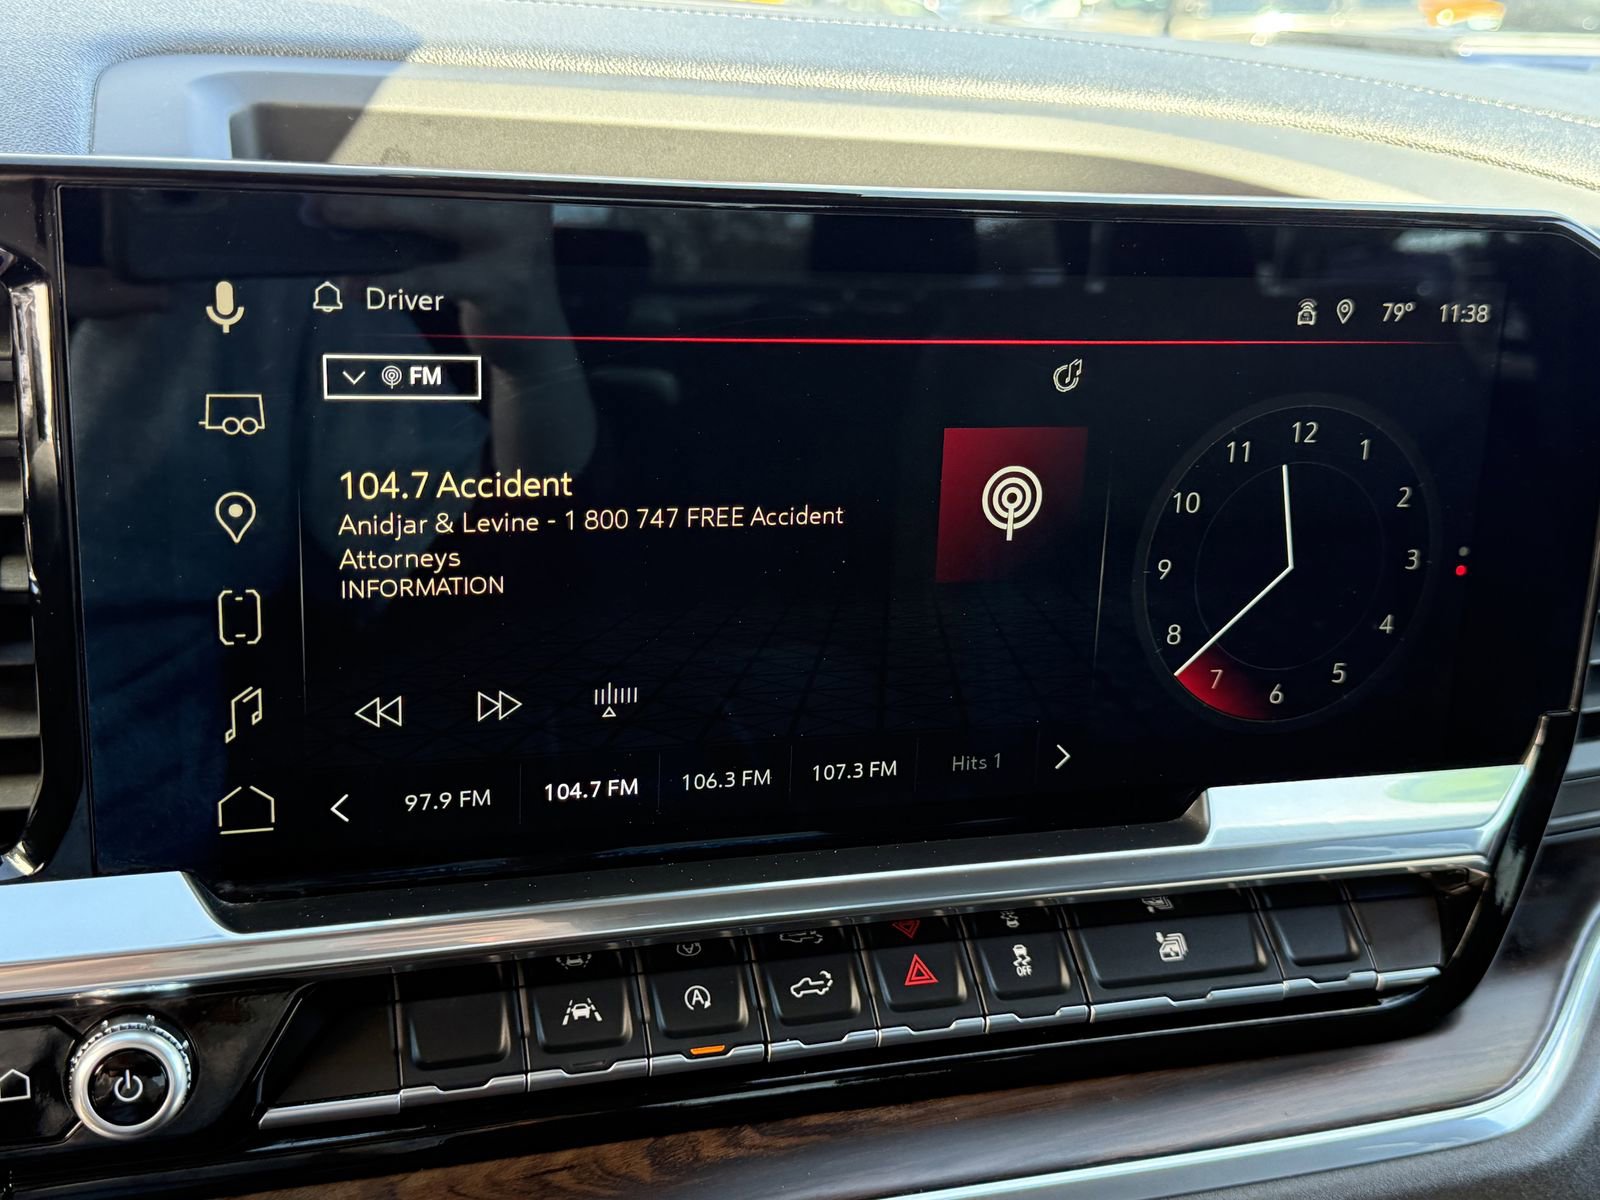 Driver
79° 11:38
FM
104.7 Accident
Anidjar & Levine - 1 800 747 FREE Accident
Attorneys
INFORMATION
12
11 1
10 2
9 3
8 4
7 5
6
97.9 FM 104.7 FM 106.3 FM 107.3 FM Hits 1
A
OFF